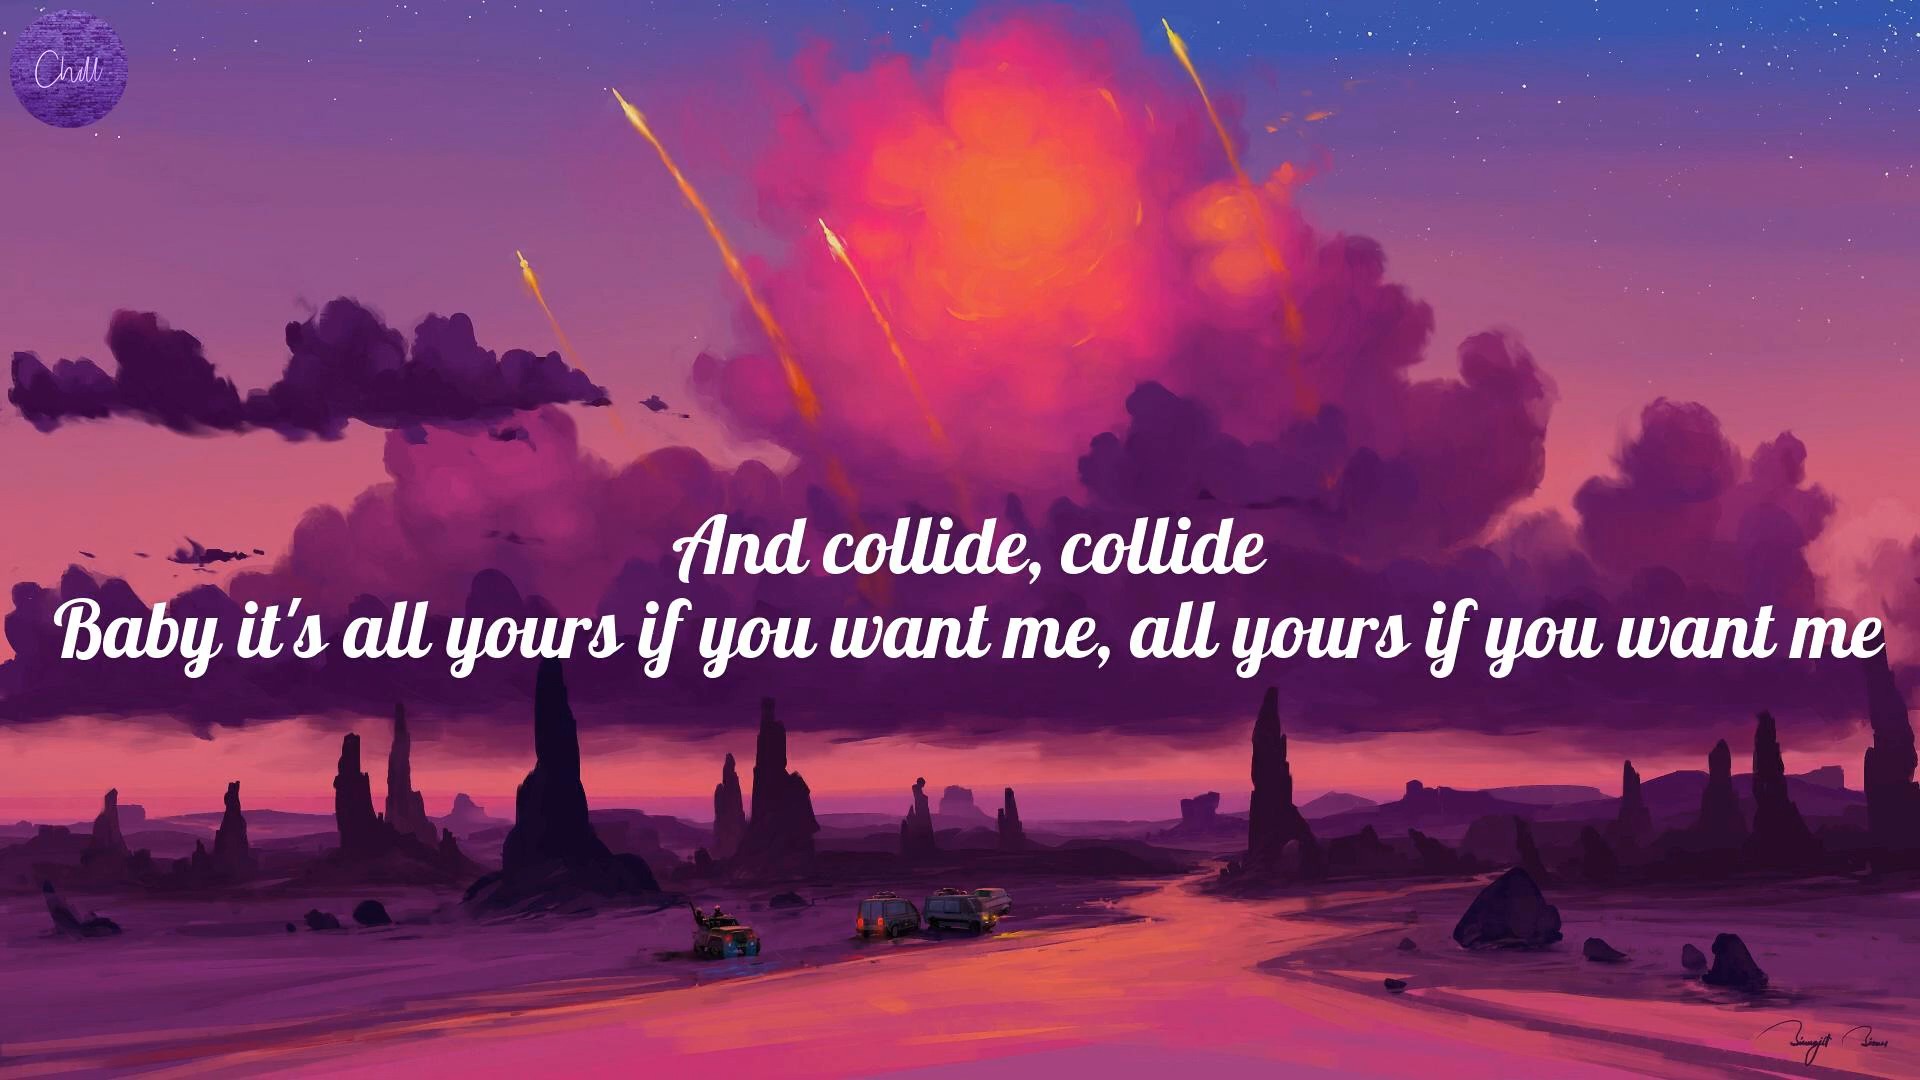 Chill
And collide, collide
Baby it's all yours if you want me, all yours if you want me